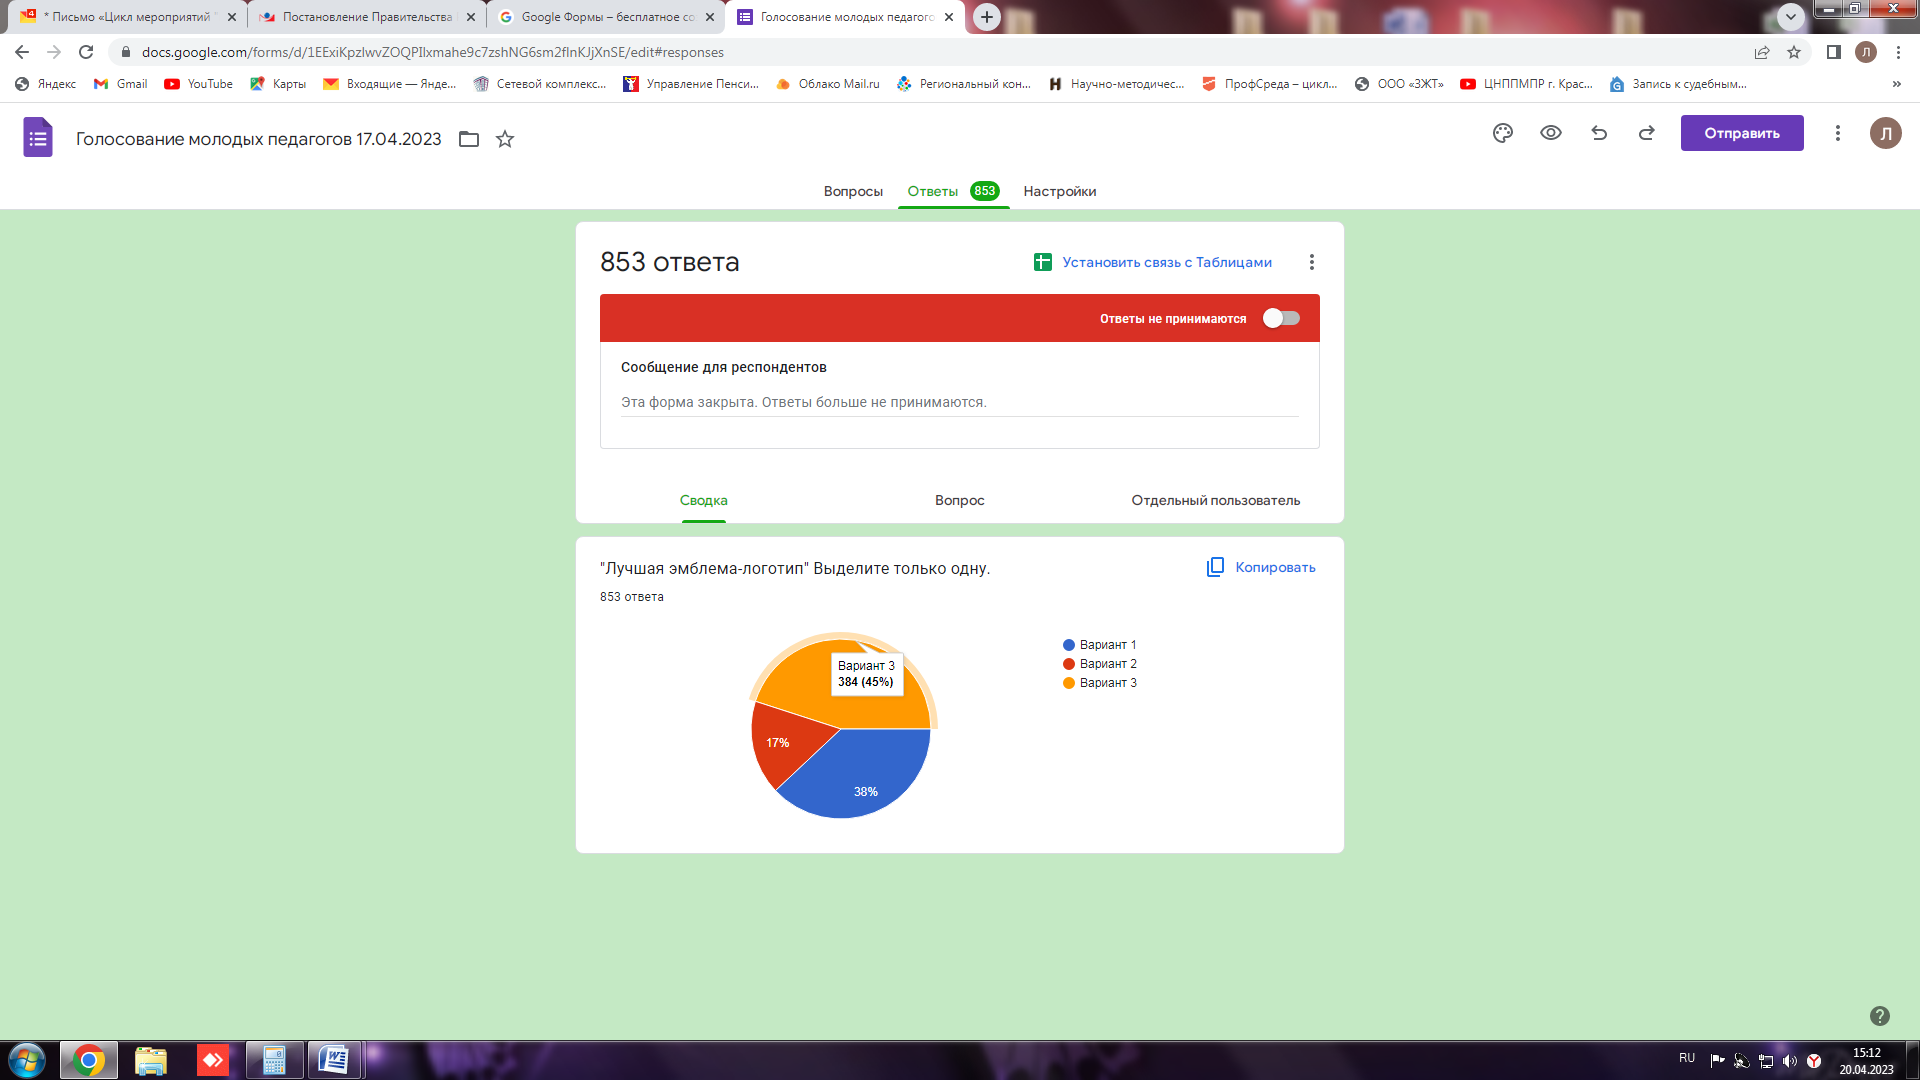 * Письмо «Цикл мероприятий
Постановление Правительства
Google Формы – бесплатное со
Голосование молодых педагого
docs.google.com/forms/d/1EExiKpzlwvZOQPIlxmahe9c7zshNG6sm2flnKJjXnSE/edit#responses
Яндекс
Gmail
YouTube
Карты
Входящие — Янде...
Сетевой комплекс...
Управление Пенси...
Облако Mail.ru
Региональный кон...
Научно-методичес...
ПрофСреда – цикл...
ООО «ЗЖТ»
ЦНППМПР г. Крас...
Запись к судебным...
Голосование молодых педагогов 17.04.2023
Отправить
Л
Вопросы
Ответы 853
Настройки
853 ответа
Установить связь с Таблицами
Ответы не принимаются
Сообщение для респондентов
Эта форма закрыта. Ответы больше не принимаются.
Сводка
Вопрос
Отдельный пользователь
"Лучшая эмблема-логотип" Выделите только одну.
Копировать
853 ответа
Вариант 3
384 (45%)
17%
38%
Вариант 1
Вариант 2
Вариант 3
RU
15:12
20.04.2023